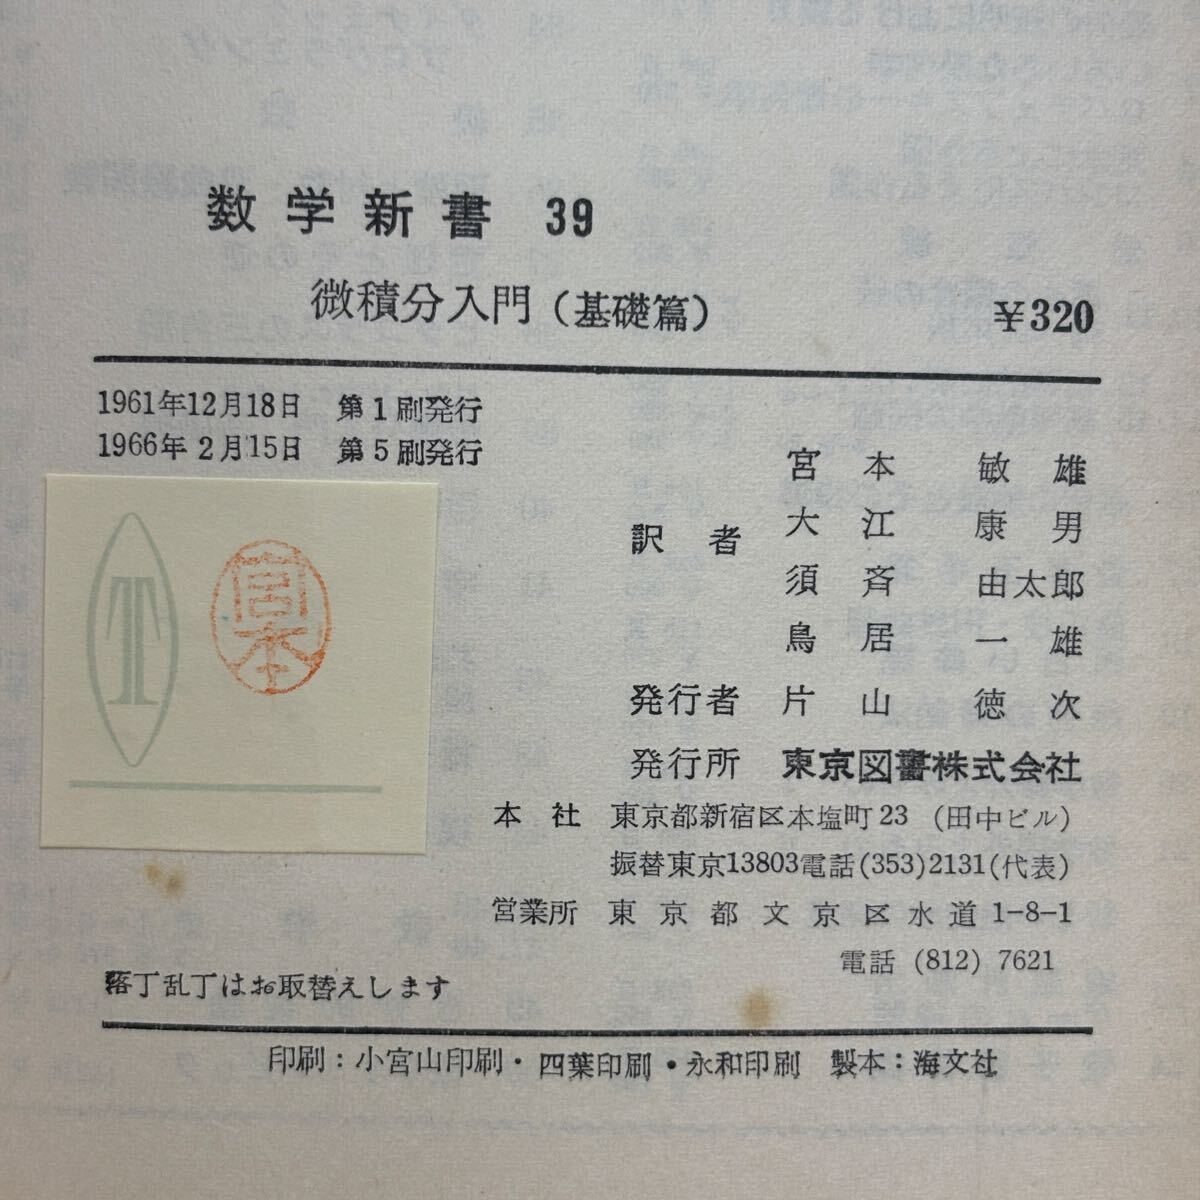 数学新書 39
微積分入門(基礎篇)
¥320
1961年12月18日 第1刷発行
1966年2月15日 第5刷発行
T
宮本
訳者
宮本敏雄
大江康男
須斉由太郎
鳥居一雄
発行者 片山徳次
発行所 東京図書株式会社
本社 東京都新宿区本塩町23 (田中ビル)
振替東京13803電話(353)2131(代表)
営業所 東京都文京区水道1-8-1
電話 (812) 7621
落丁乱丁はお取替えします
印刷:小宮山印刷・四葉印刷・永和印刷 製本:海文社